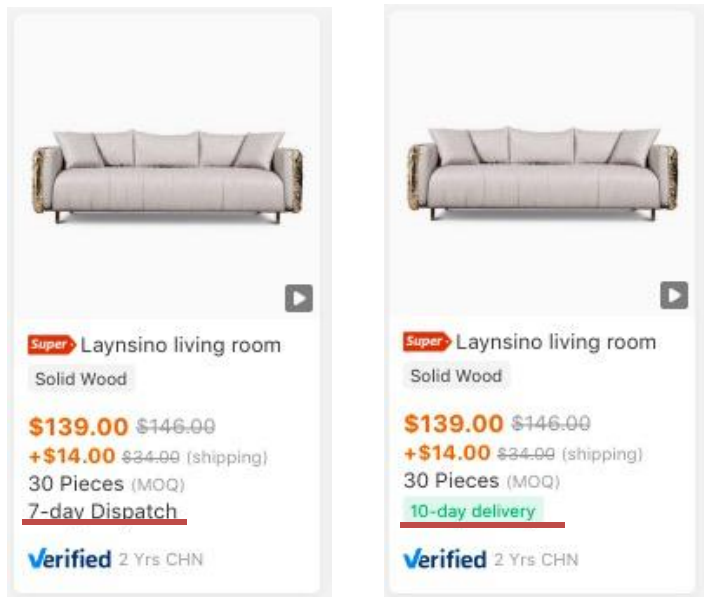 Super Laynsino living room
Solid Wood
$139.00 $146.00
+$14.00 $34.00 (shipping)
30 Pieces (MOQ)
7-day Dispatch
Verified 2 Yrs CHN
Super Laynsino living room
Solid Wood
$139.00 $146.00
+$14.00 $34.00 (shipping)
30 Pieces (MOQ)
10-day delivery
Verified 2 Yrs CHN